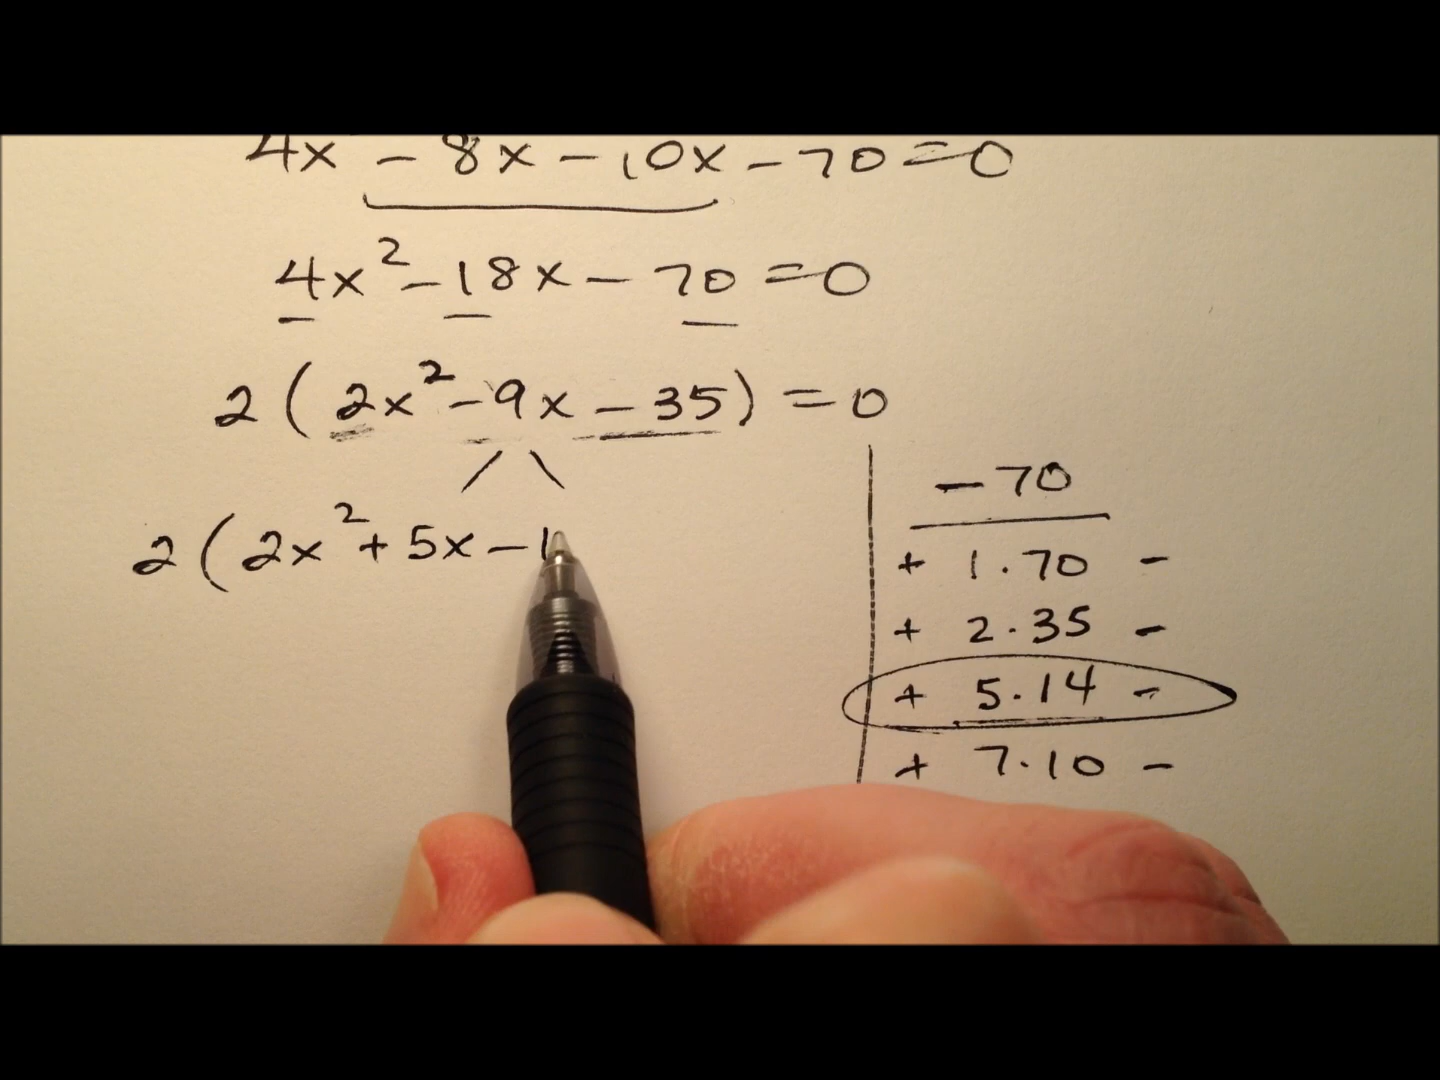 4x² - 8x - 10x - 70 = 0
4x² - 18x - 70 = 0
2(2x² - 9x - 35) = 0
2(2x² + 5x - 1
-70
+ 1·70 -
+ 2·35 -
+ 5·14 -
+ 7·10 -